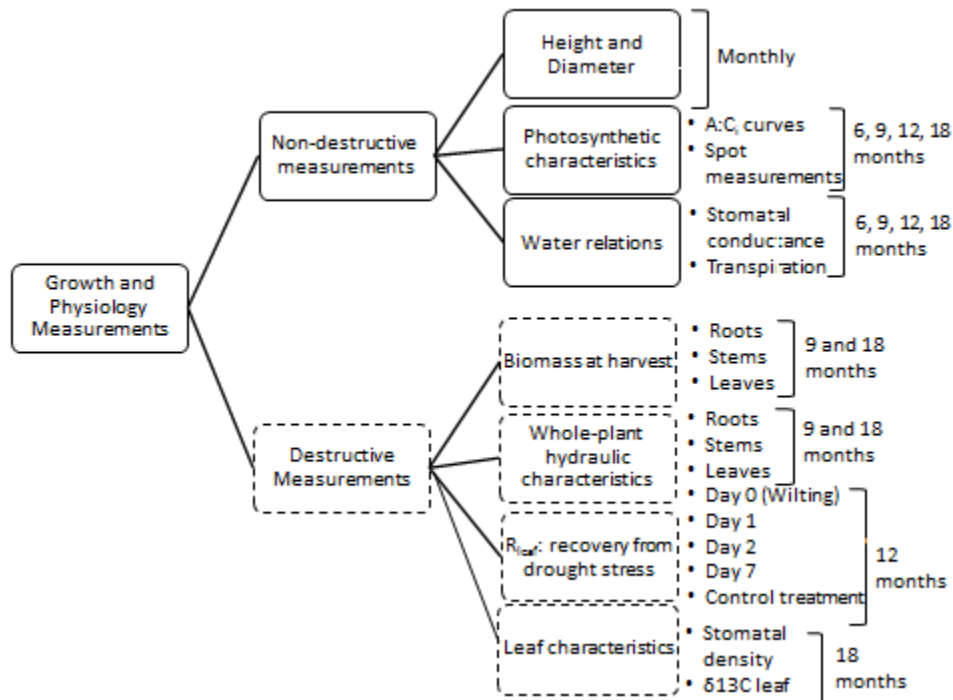 Growth and
Physiology
Measurements
Non-destructive
measurements
Height and
Diameter
Monthly
Photosynthetic
characteristics
• A:Cᵢ curves
• Spot
measurements
6, 9, 12, 18
months
Water relations
• Stomatal
conductance
• Transpiration
6, 9, 12, 18
months
Destructive
Measurements
Biomass at harvest
• Roots
• Stems
• Leaves
9 and 18
months
Whole-plant
hydraulic
characteristics
• Roots
• Stems
• Leaves
9 and 18
months
Rleaf: recovery from
drought stress
• Day 0 (Wilting)
• Day 1
• Day 2
• Day 7
• Control treatment
12
months
Leaf characteristics
• Stomatal
density
• δ13C leaf
18
months